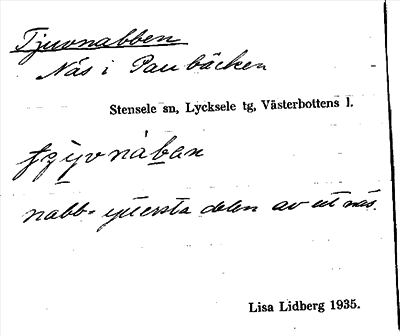 Tjuvnabben
Näs i Paubäcken
Stensele sn, Lycksele tg, Västerbottens l.
nabb = yttersta delen av ett näs.
Lisa Lidberg 1935.